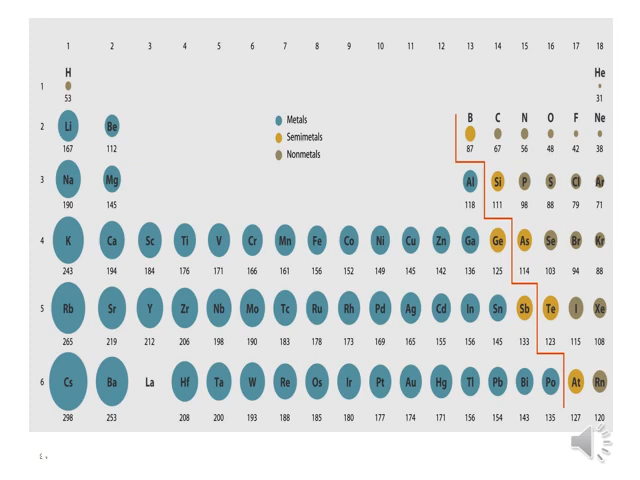 1 2 3 4 5 6 7 8 9 10 11 12 13 14 15 16 17 18
H He
1
53 31
Metals
B C N O F Ne
2 Li Be
Semimetals
167 112 87 67 56 48 42 38
Nonmetals
3 Na Mg Al Si P S Cl Ar
190 145 118 111 98 88 79 71
4 K Ca Sc Ti V Cr Mn Fe Co Ni Cu Zn Ga Ge As Se Br Kr
243 194 184 176 171 166 161 156 152 149 145 142 136 125 114 103 94 88
5 Rb Sr Y Zr Nb Mo Tc Ru Rh Pd Ag Cd In Sn Sb Te I Xe
265 219 212 206 198 190 183 178 173 169 165 155 156 145 133 123 115 108
6 Cs Ba La Hf Ta W Re Os Ir Pt Au Hg Tl Pb Bi Po At Rn
298 253 208 200 193 188 185 180 177 174 171 156 154 143 135 127 120